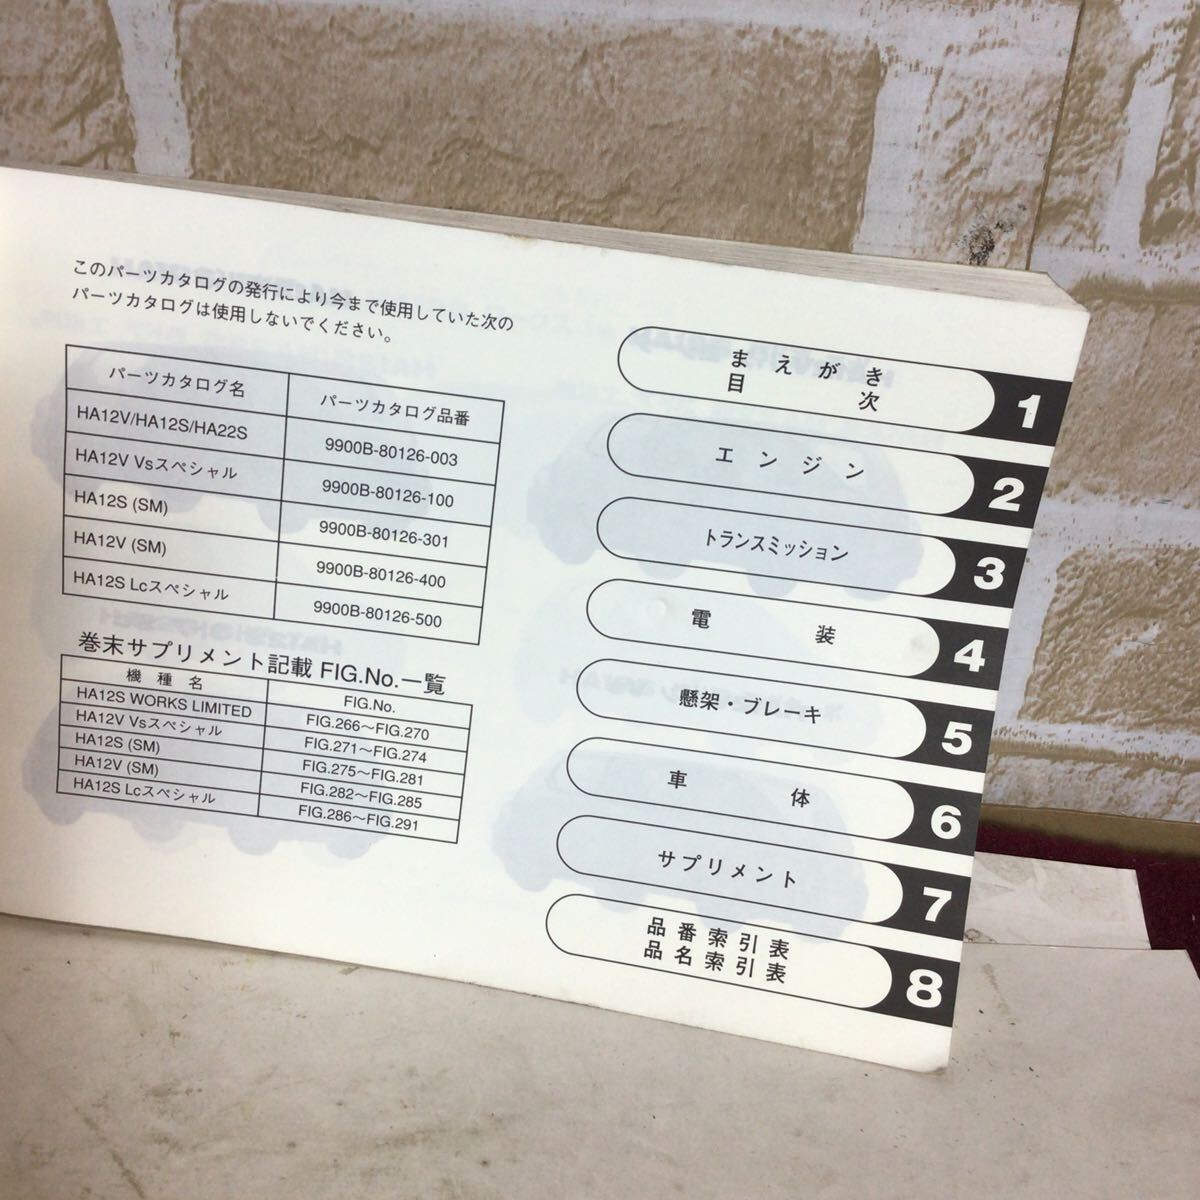 このパーツカタログの発行により今まで使用していた次の
パーツカタログは使用しないでください。
パーツカタログ名 パーツカタログ品番
HA12V/HA12S/HA22S 9900B-80126-003
HA12V Vsスペシャル 9900B-80126-100
HA12S (SM) 9900B-80126-301
HA12V (SM) 9900B-80126-400
HA12S Lcスペシャル 9900B-80126-500
巻末サプリメント記載 FIG.No.一覧
機種名 FIG.No.
HA12S WORKS LIMITED FIG.266〜FIG.270
HA12V Vsスペシャル FIG.271〜FIG.274
HA12S (SM) FIG.275〜FIG.281
HA12V (SM) FIG.282〜FIG.285
HA12S Lcスペシャル FIG.286〜FIG.291
まえがき
目次 1
エンジン 2
トランスミッション 3
電装 4
懸架・ブレーキ 5
車体 6
サプリメント 7
品番索引表
品名索引表 8